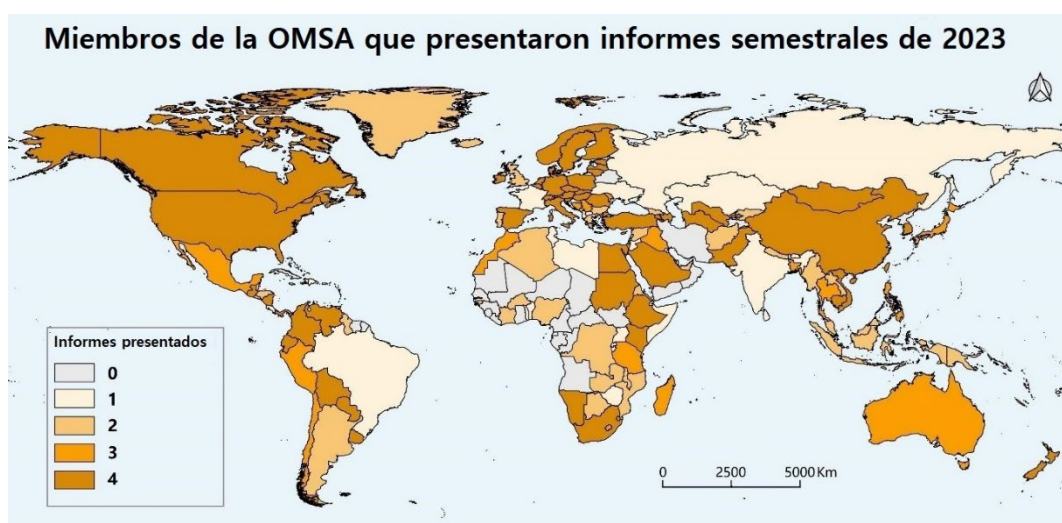 Miembros de la OMSA que presentaron informes semestrales de 2023
Informes presentados
0
1
2
3
4
0 2500 5000 Km